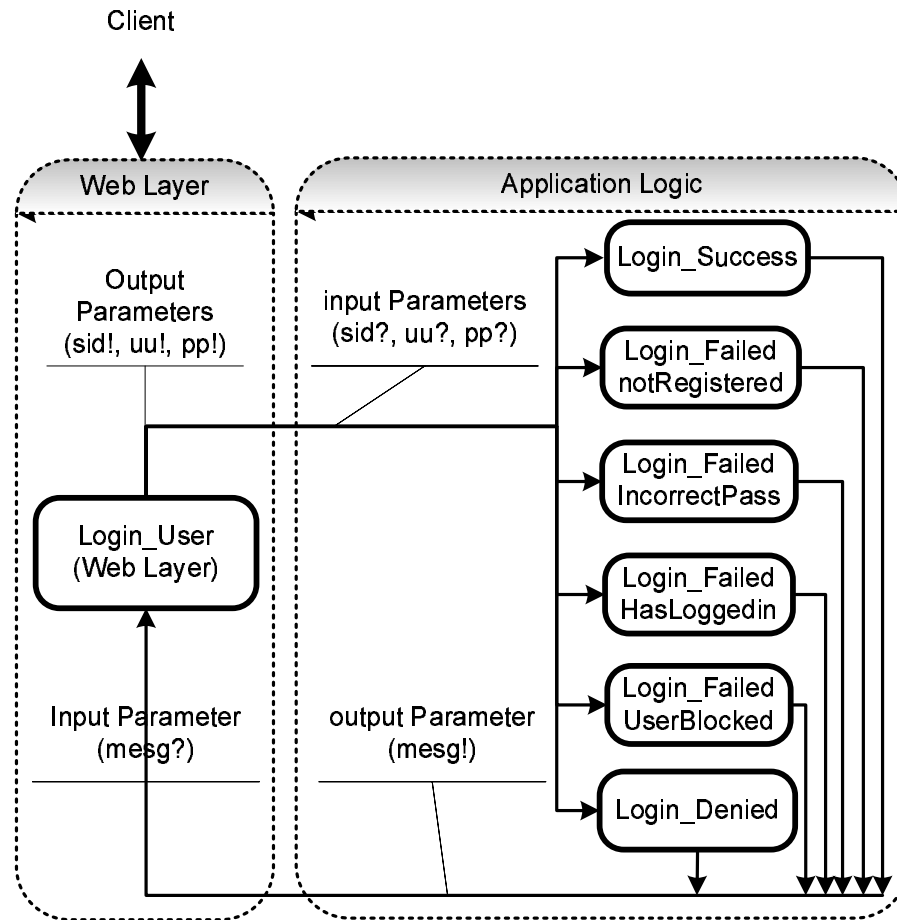 Client
Web Layer
Application Logic
Output
Parameters
(sid!, uu!, pp!)
input Parameters
(sid?, uu?, pp?)
Login_Success
Login_Failed
notRegistered
Login_Failed
IncorrectPass
Login_User
(Web Layer)
Login_Failed
HasLoggedin
Login_Failed
UserBlocked
Input Parameter
(mesg?)
output Parameter
(mesg!)
Login_Denied